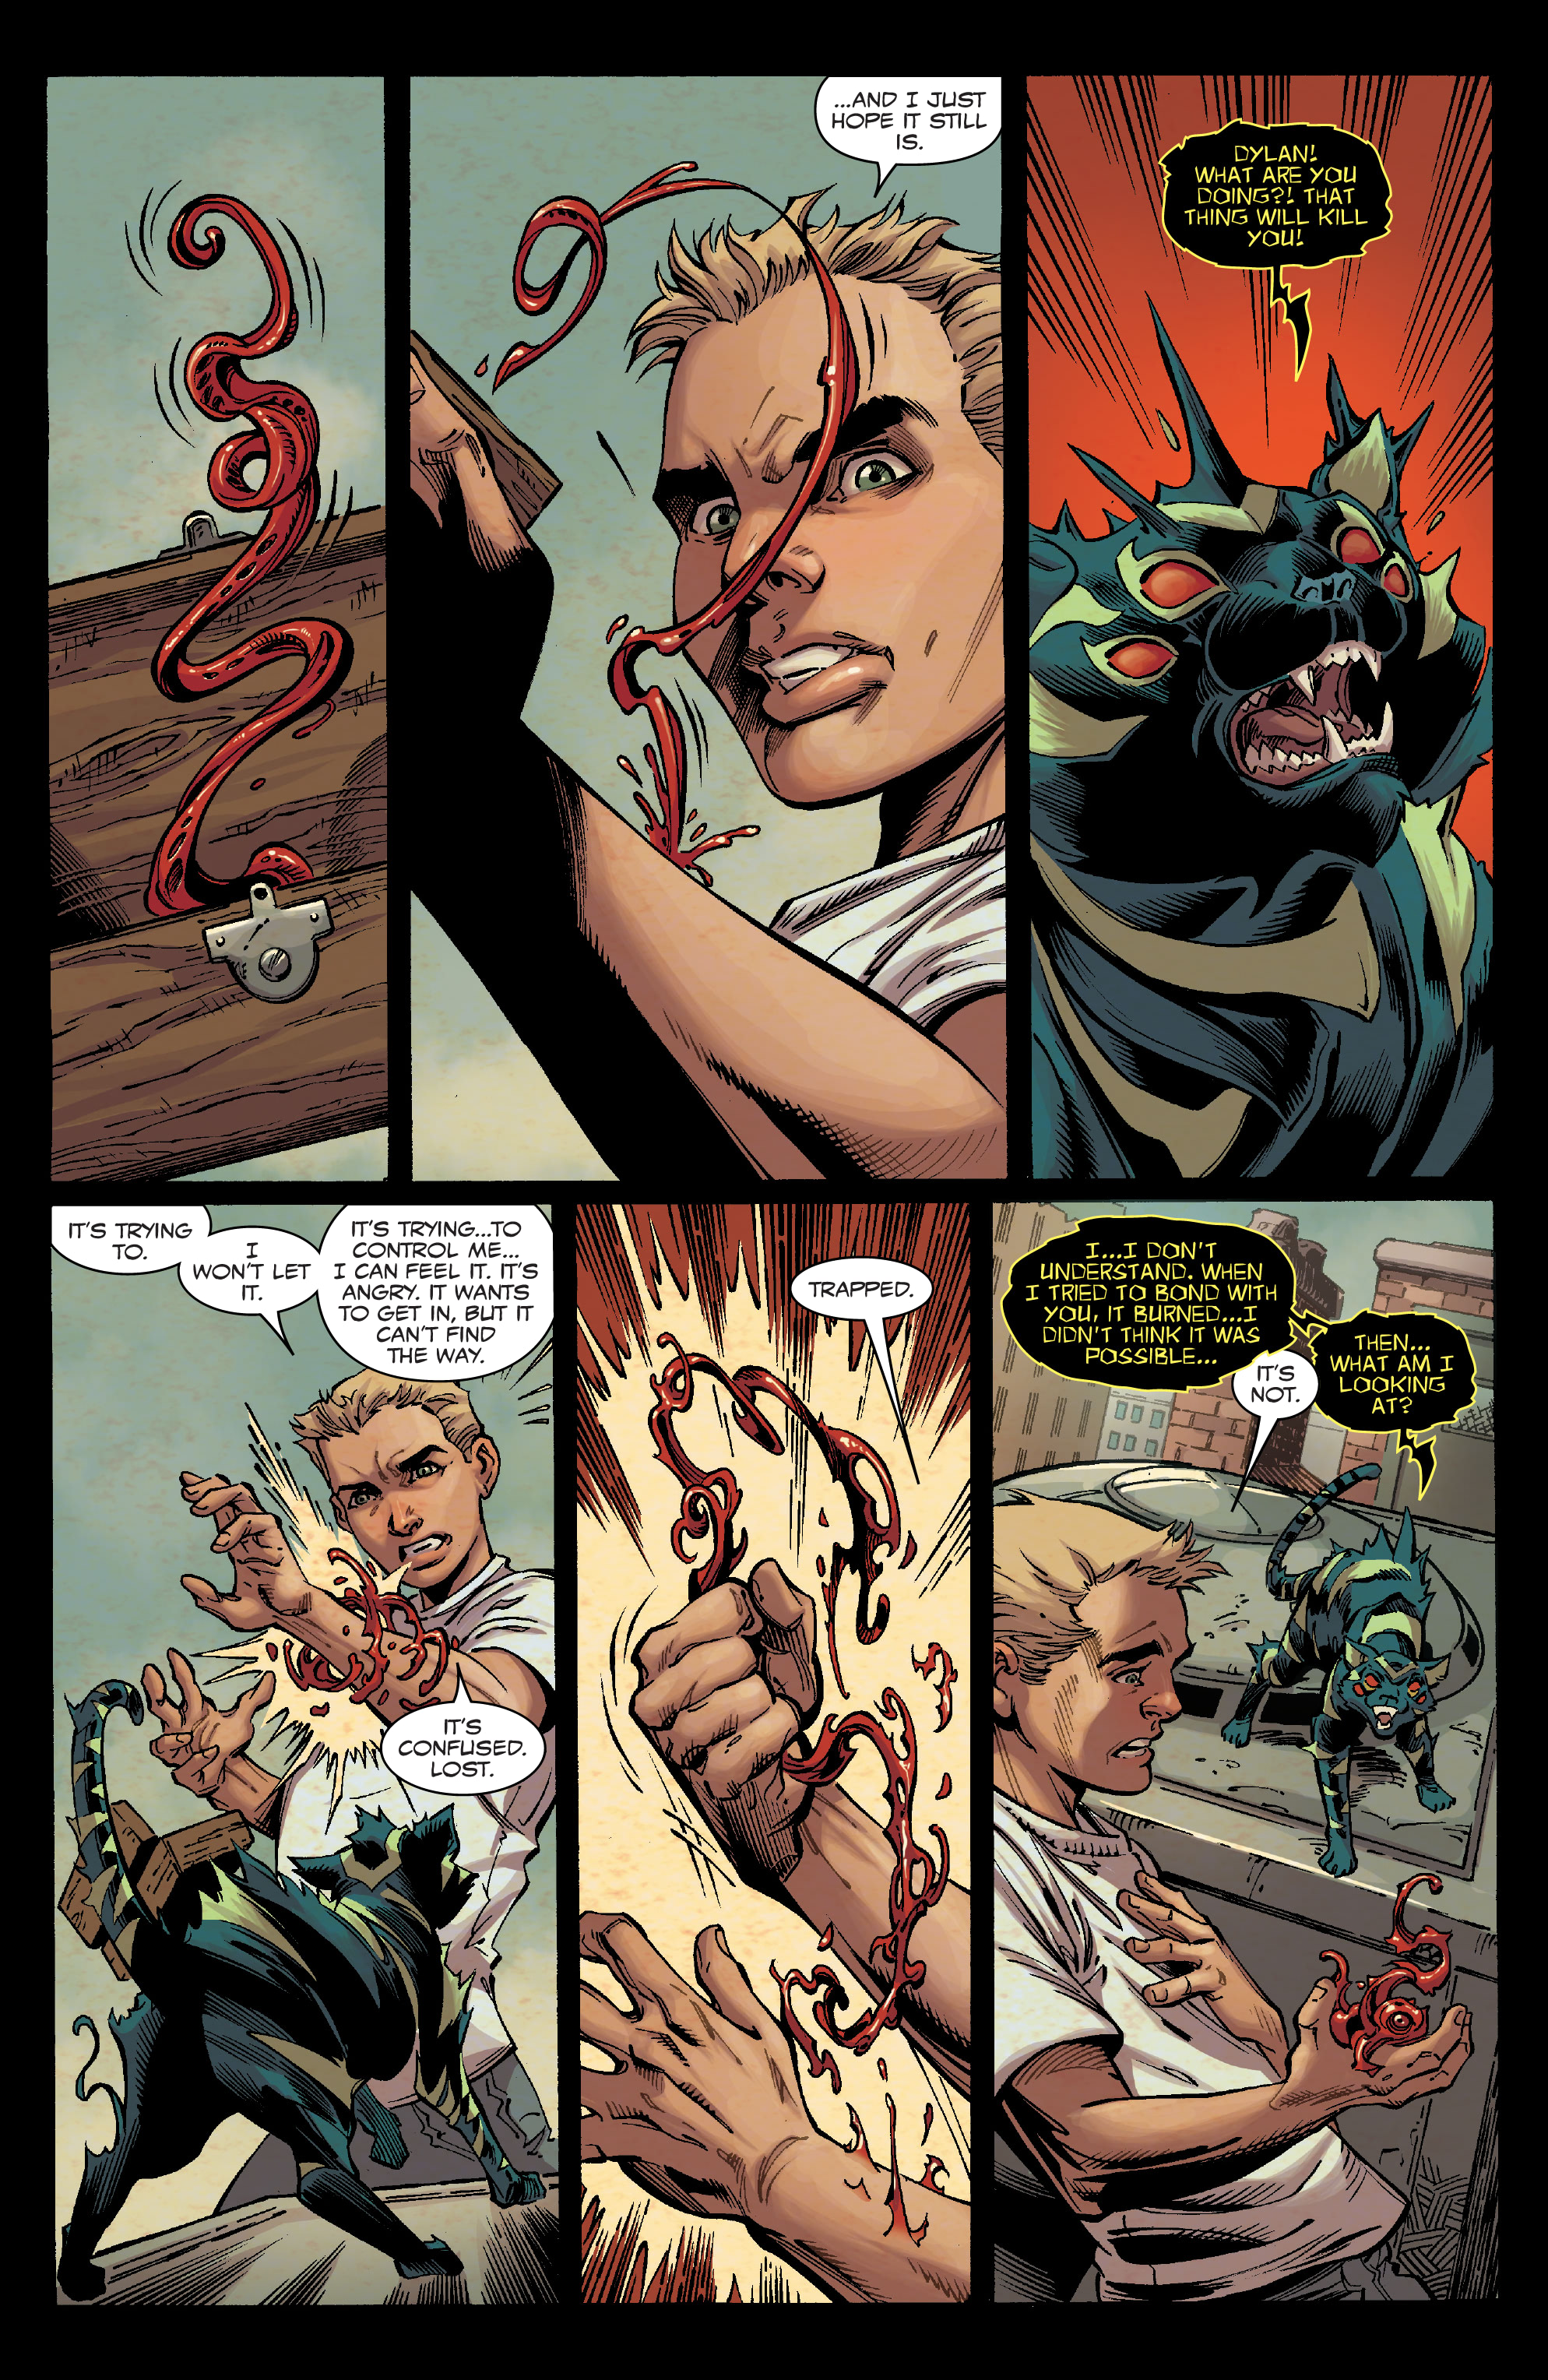 ...AND I JUST
HOPE IT STILL
IS.
DYLAN!
WHAT ARE YOU
DOING?! THAT
THING WILL KILL
YOU!
IT'S TRYING
TO.
I
WON'T LET
IT.
IT'S TRYING...TO
CONTROL ME...
I CAN FEEL IT. IT'S
ANGRY. IT WANTS
TO GET IN, BUT IT
CAN'T FIND
THE WAY.
IT'S
CONFUSED.
LOST.
TRAPPED.
I...I DON'T
UNDERSTAND. WHEN
I TRIED TO BOND WITH
YOU, IT BURNED...I
DIDN'T THINK IT WAS
POSSIBLE...
IT'S
NOT.
THEN...
WHAT AM I
LOOKING
AT?